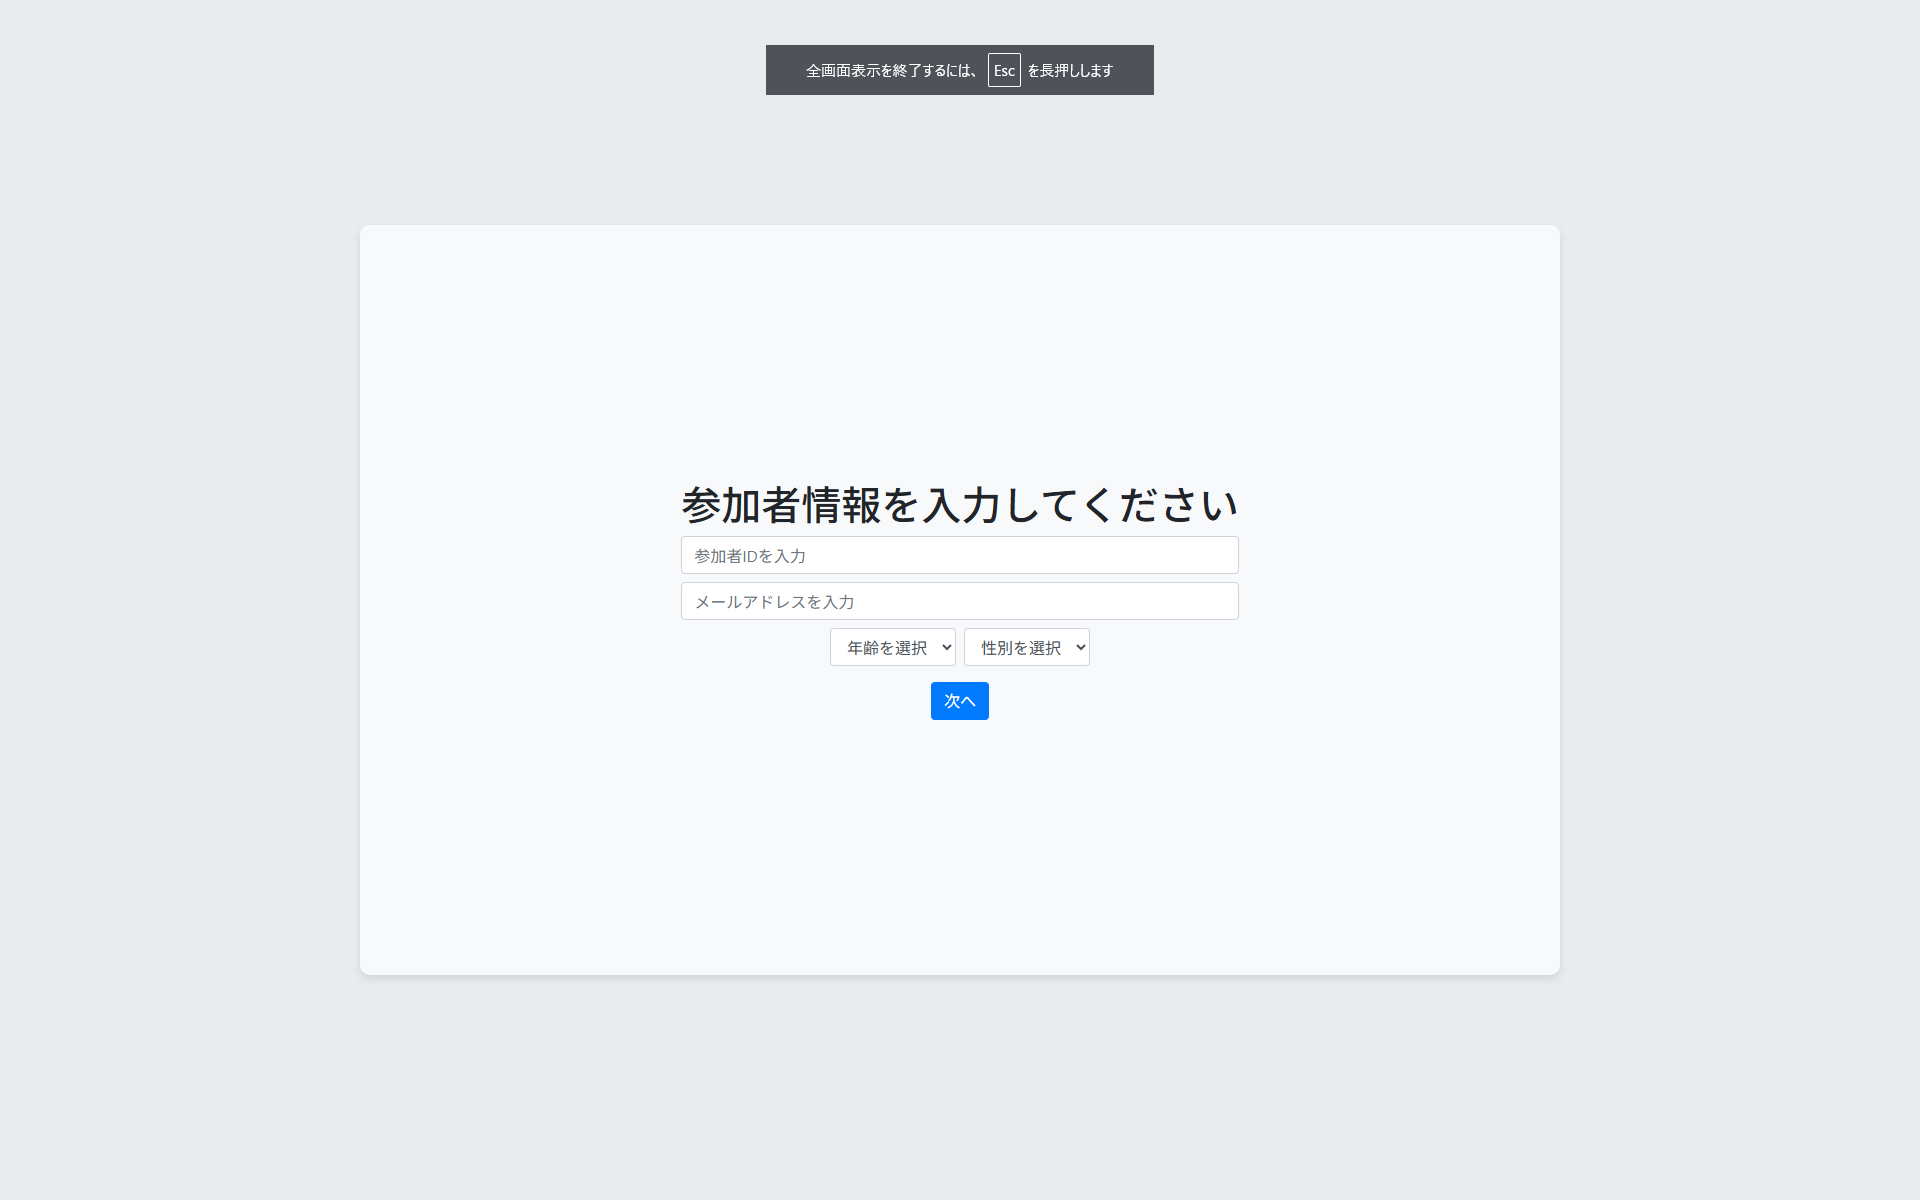 全画面表示を終了するには、 Esc を長押しします
参加者情報を入力してください
参加者IDを入力
メールアドレスを入力
年齢を選択 性別を選択
次へ